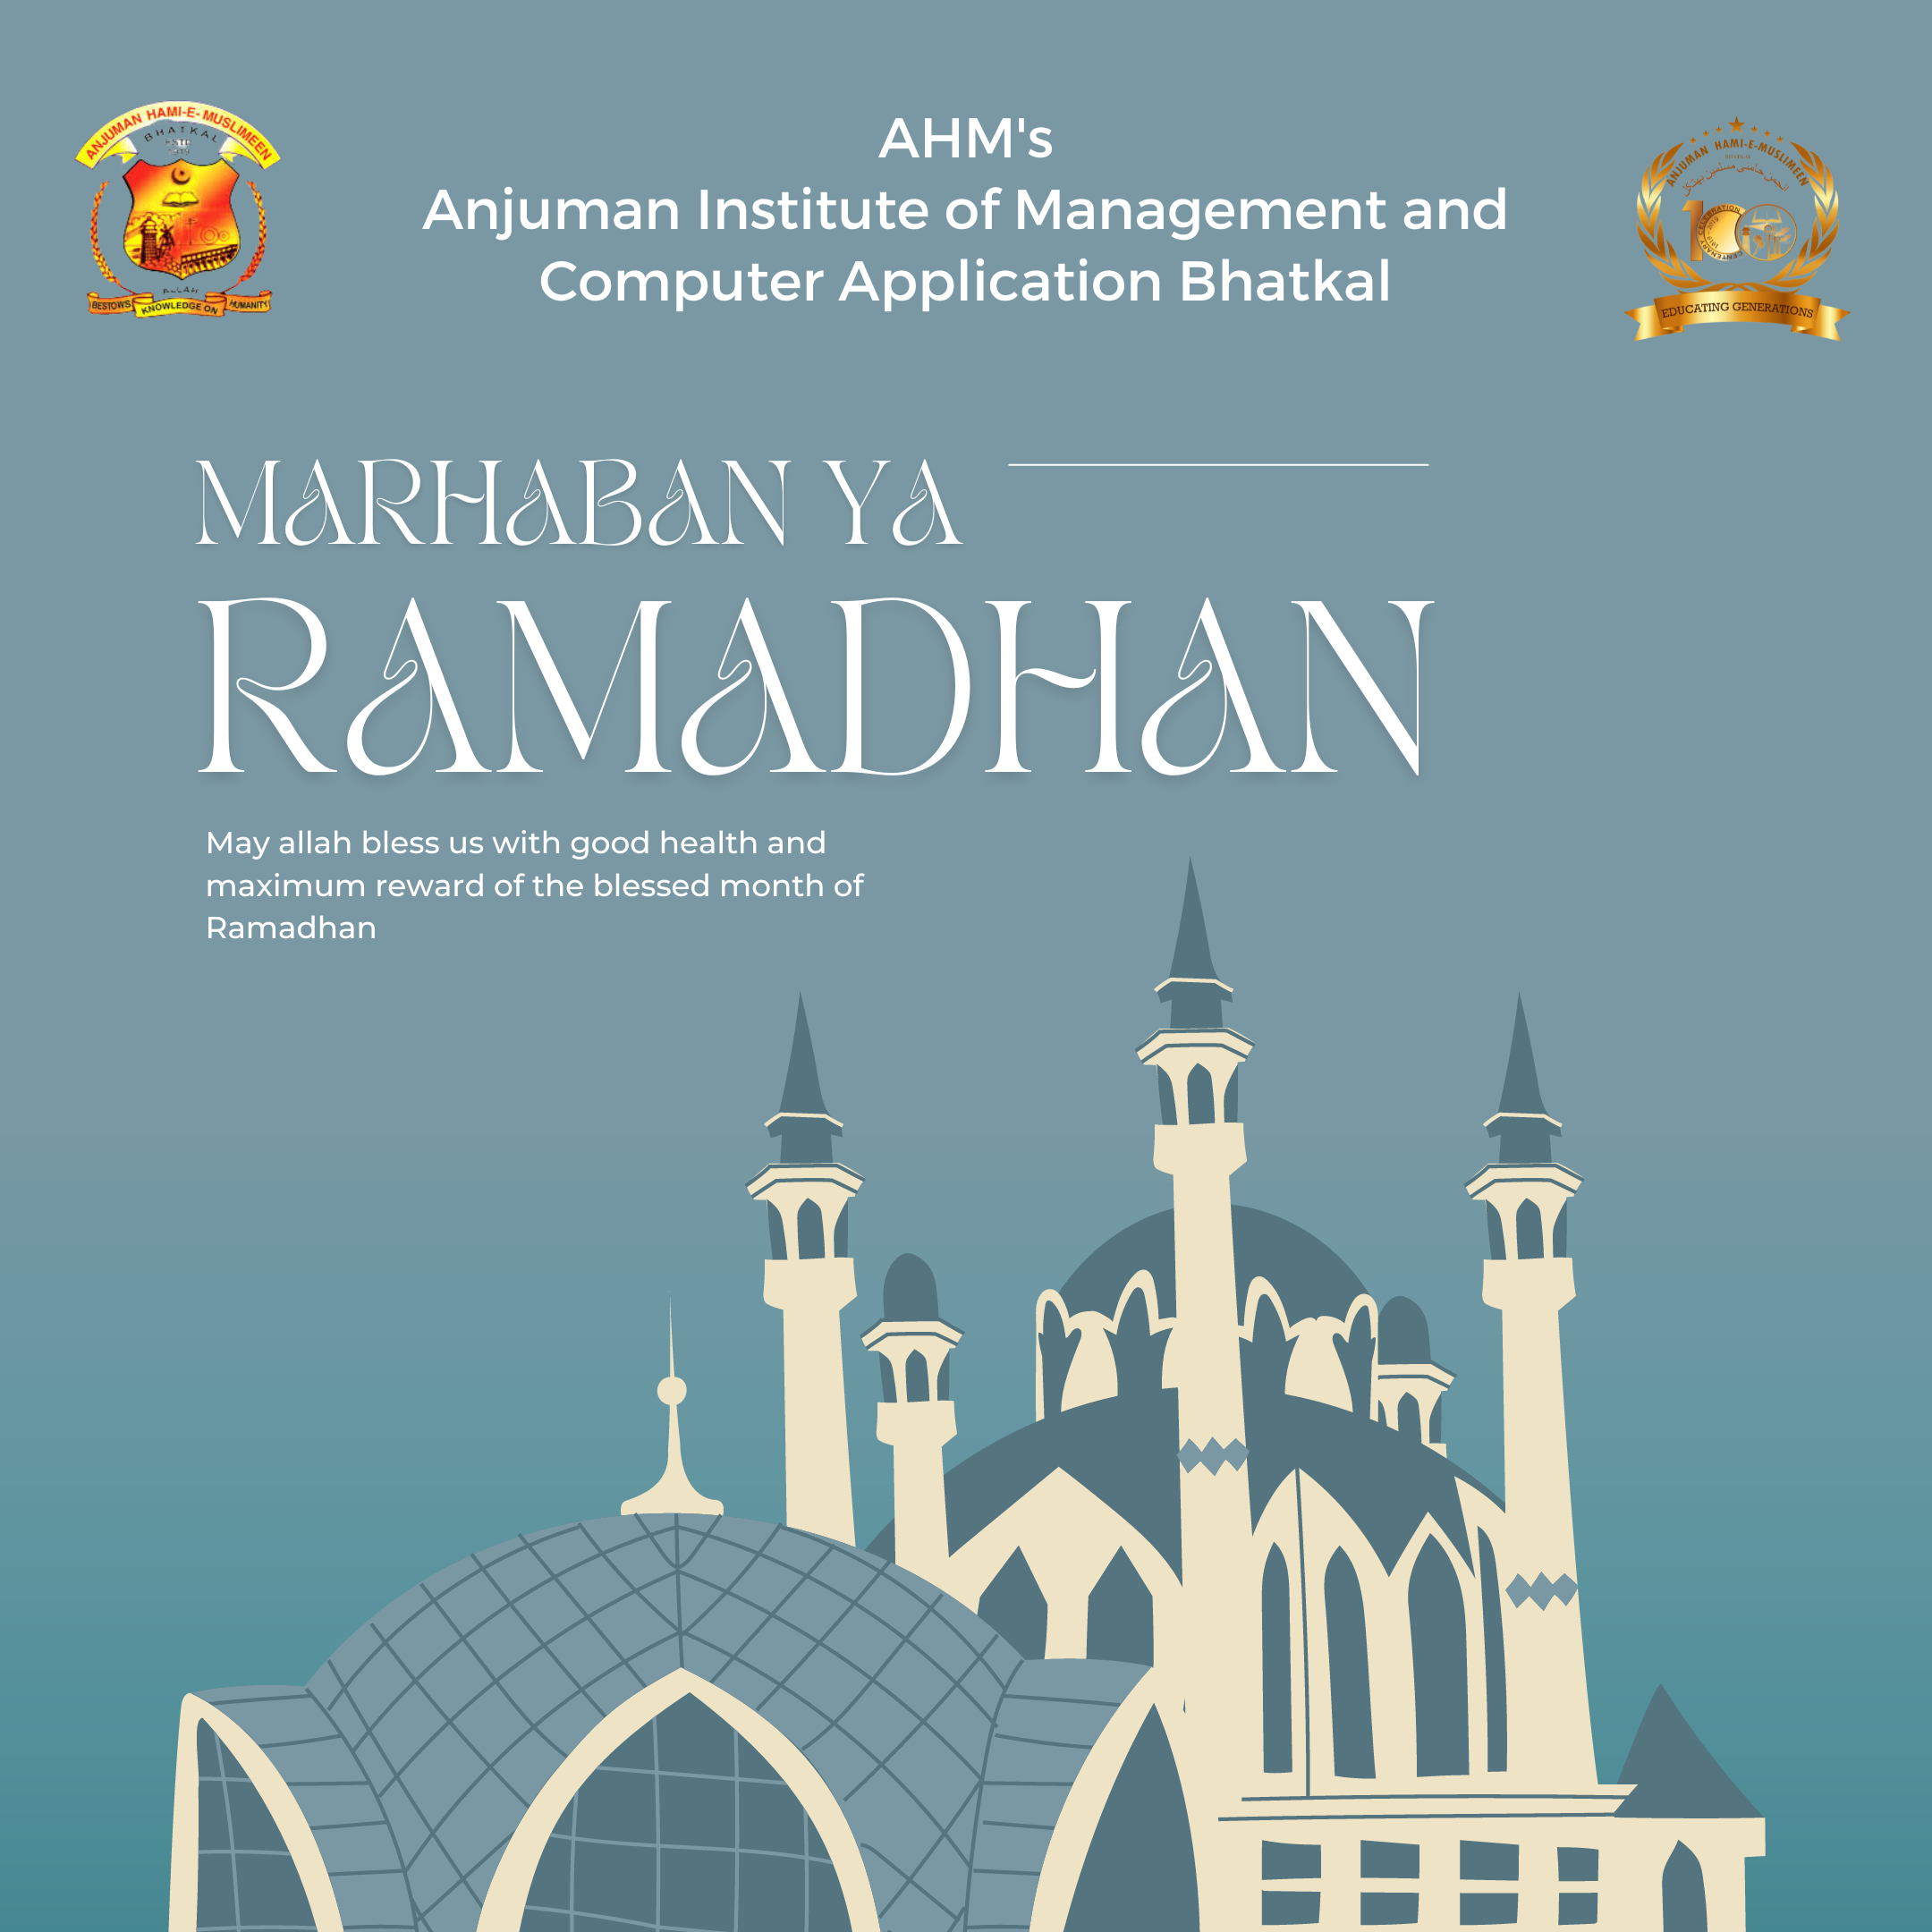 ANJUMAN HAMI-E-MUSLIMEEN
BHATKAL
ALLAH
BESTOWS KNOWLEDGE ON HUMANITY
AHM's
Anjuman Institute of Management and
Computer Application Bhatkal
ANJUMAN HAMI-E-MUSLIMEEN
100
EDUCATING GENERATIONS
MARHABAN YA
RAMADHAN
May allah bless us with good health and
maximum reward of the blessed month of
Ramadhan